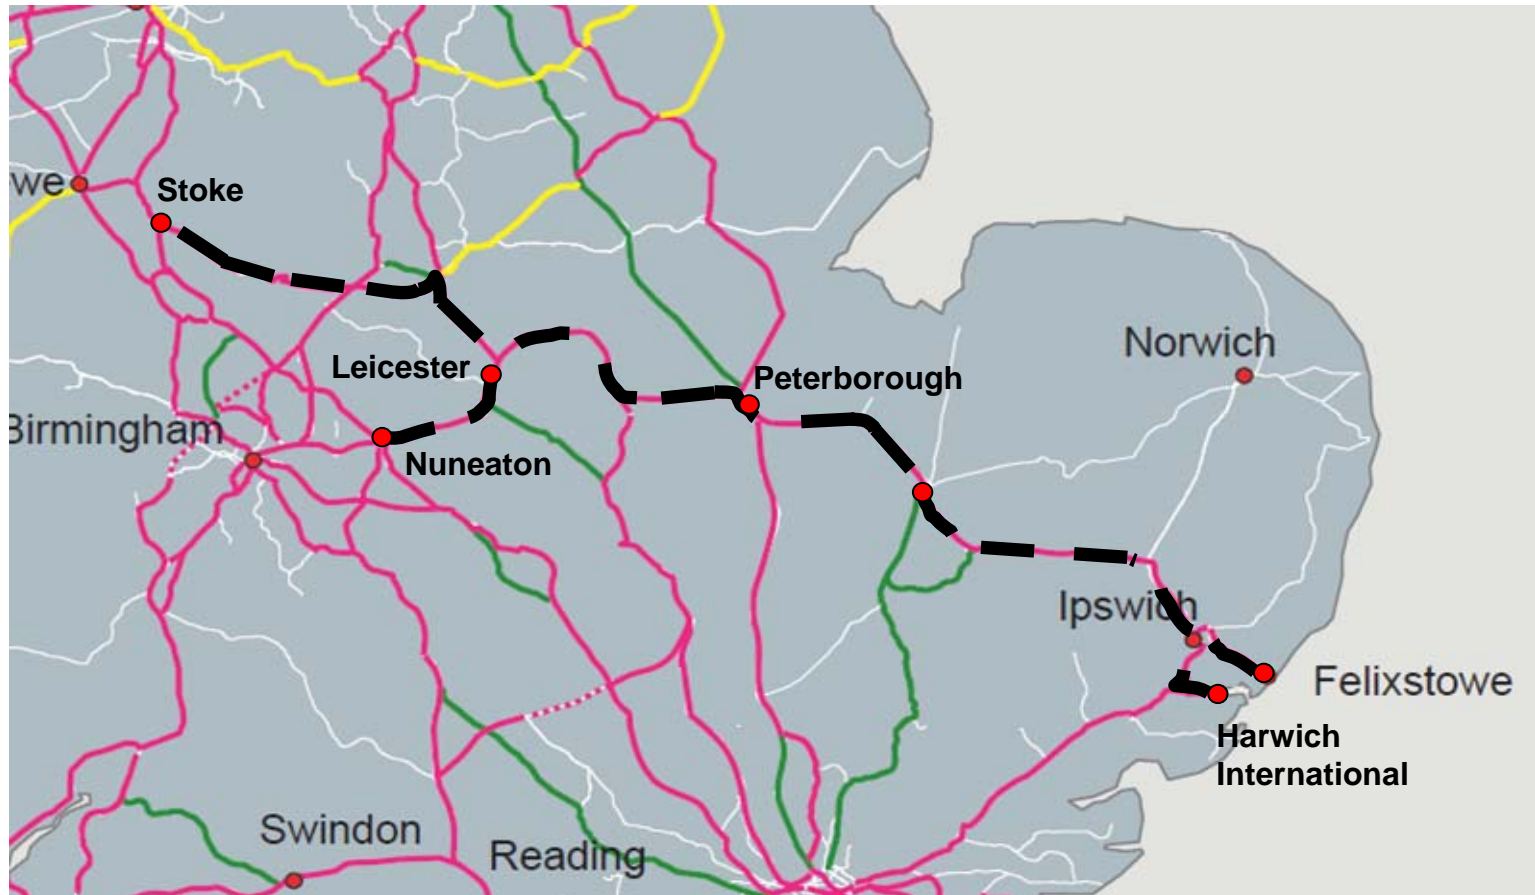 we
Stoke
Norwich
Leicester
Peterborough
Birmingham
Nuneaton
Ipswich
Felixstowe
Harwich
International
Swindon
Reading